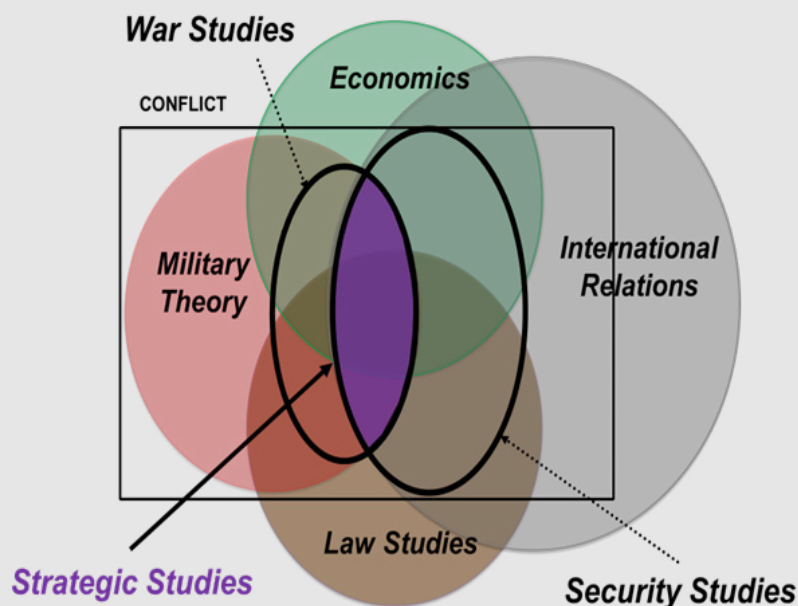 War Studies
Economics
CONFLICT
International
Relations
Military
Theory
Law Studies
Strategic Studies
Security Studies